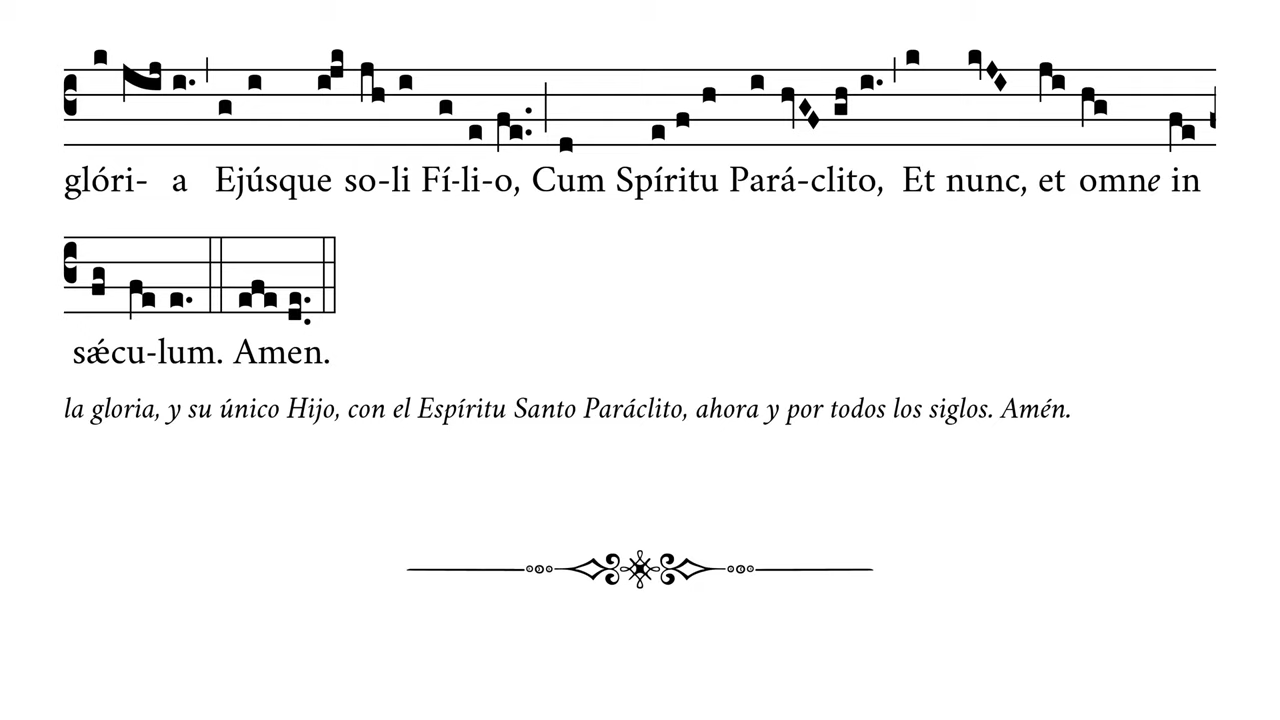 glóri- a Ejúsque so-li Fí-li-o, Cum Spíritu Pará-clito, Et nunc, et omne in
sǽcu-lum. Amen.
la gloria, y su único Hijo, con el Espíritu Santo Paráclito, ahora y por todos los siglos. Amén.